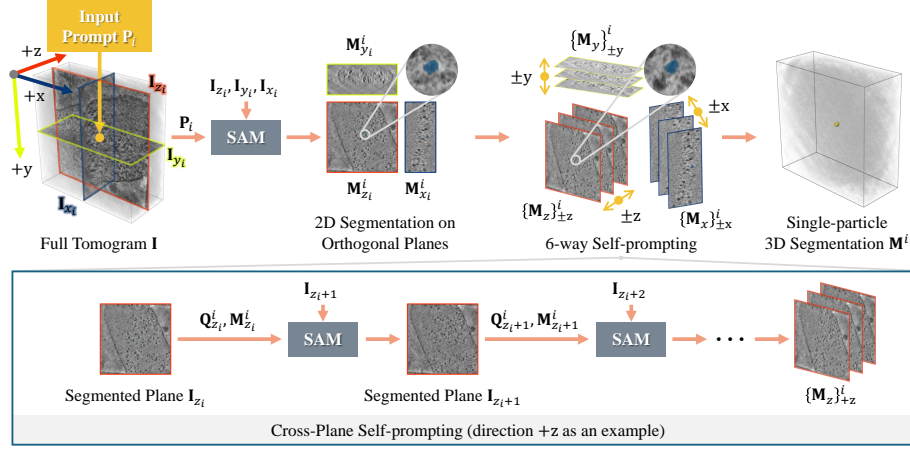 Input
Prompt P_i
+z
+x
+y
I_{z_i}
I_{y_i}
I_{x_i}
Full Tomogram I
P_i
I_{z_i}, I_{y_i}, I_{x_i}
SAM
M^i_{y_i}
M^i_{z_i}
M^i_{x_i}
2D Segmentation on
Orthogonal Planes
{M_y}^i_{±y}
±y
±x
±z
{M_z}^i_{±z}
{M_x}^i_{±x}
6-way Self-prompting
Single-particle
3D Segmentation M^i
Segmented Plane I_{z_i}
Q^i_{z_i}, M^i_{z_i}
I_{z_i+1}
SAM
Segmented Plane I_{z_i+1}
Q^i_{z_i+1}, M^i_{z_i+1}
I_{z_i+2}
SAM
...
{M_z}^i_{+z}
Cross-Plane Self-prompting (direction +z as an example)